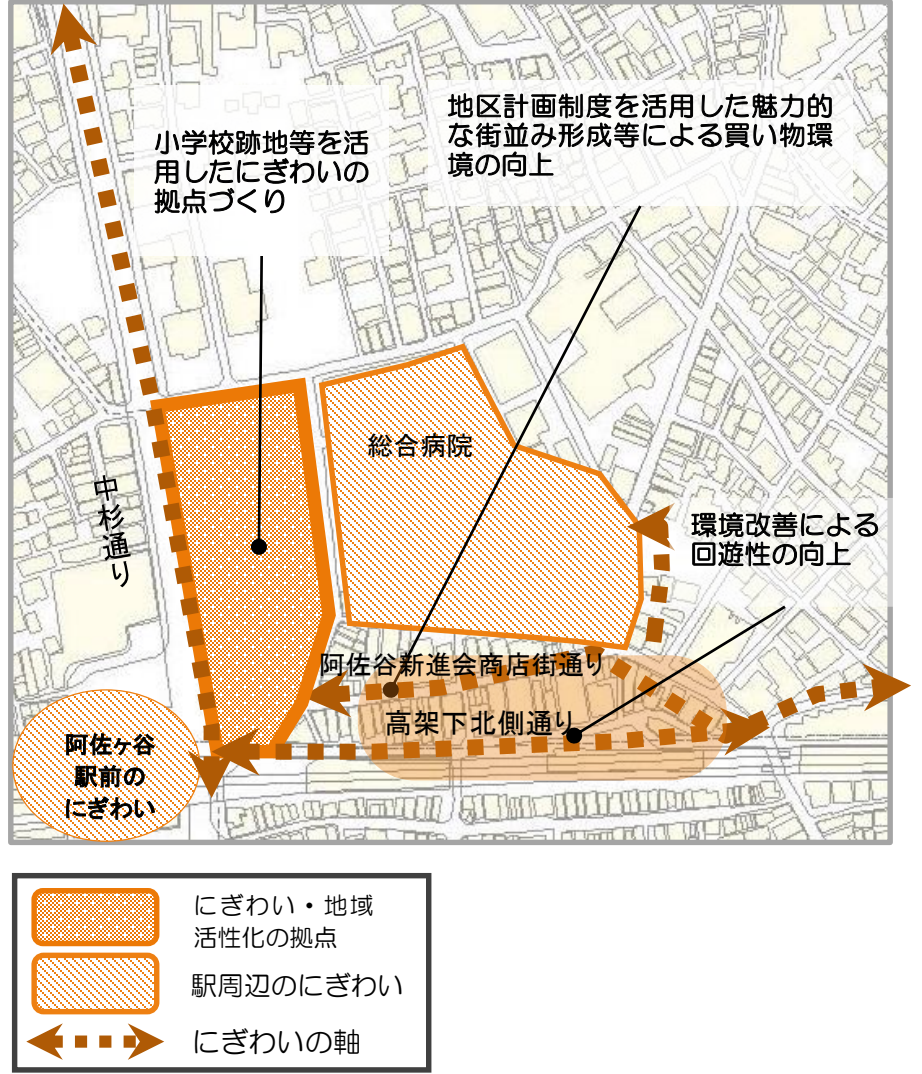 小学校跡地等を活
用したにぎわいの
拠点づくり
地区計画制度を活用した魅力的
な街並み形成等による買い物環
境の向上
総合病院
中杉通り
環境改善による
回遊性の向上
阿佐谷新進会商店街通り
高架下北側通り
阿佐ヶ谷
駅前の
にぎわい
にぎわい・地域
活性化の拠点
駅周辺のにぎわい
にぎわいの軸